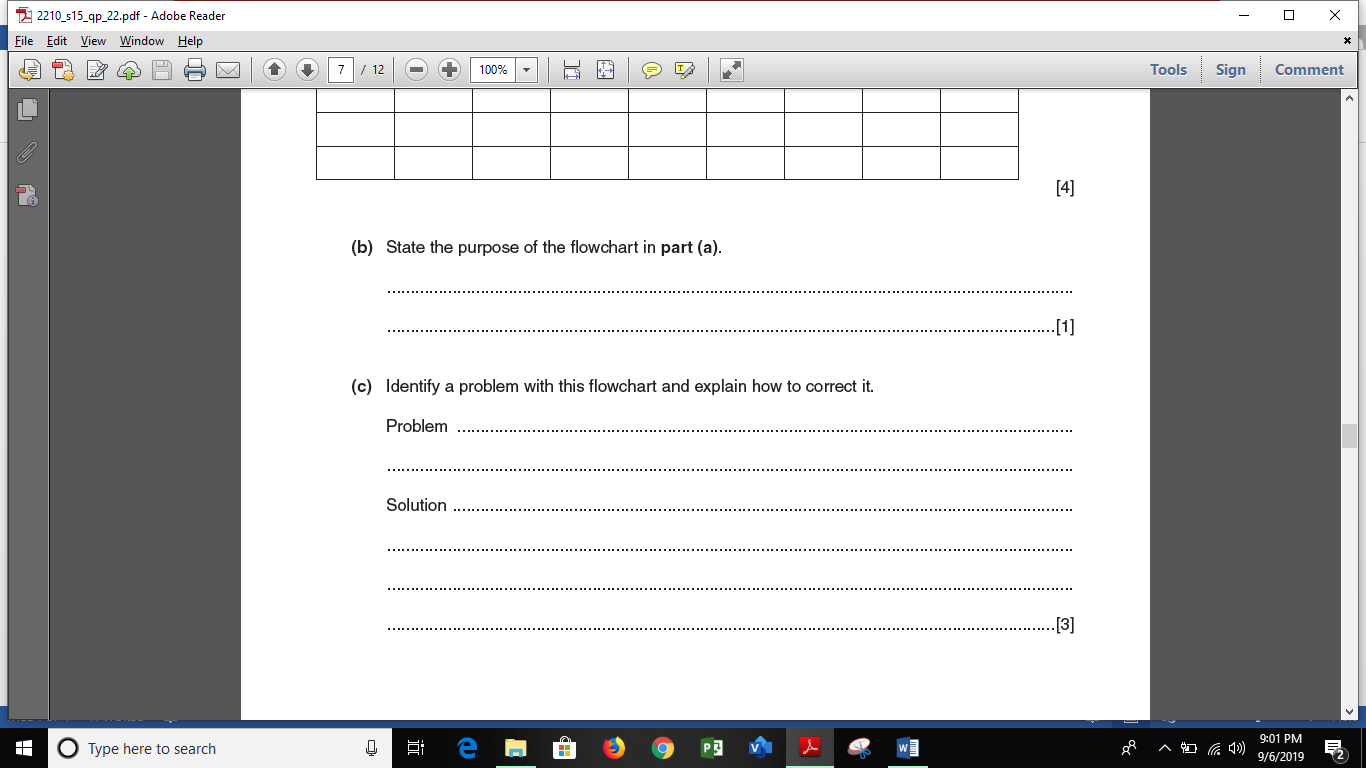 2210_s15_qp_22.pdf - Adobe Reader
File Edit View Window Help
7 / 12 100% Tools Sign Comment
[4]
(b) State the purpose of the flowchart in part (a).
[1]
(c) Identify a problem with this flowchart and explain how to correct it.
Problem
Solution
[3]
Type here to search
9:01 PM
9/6/2019
2